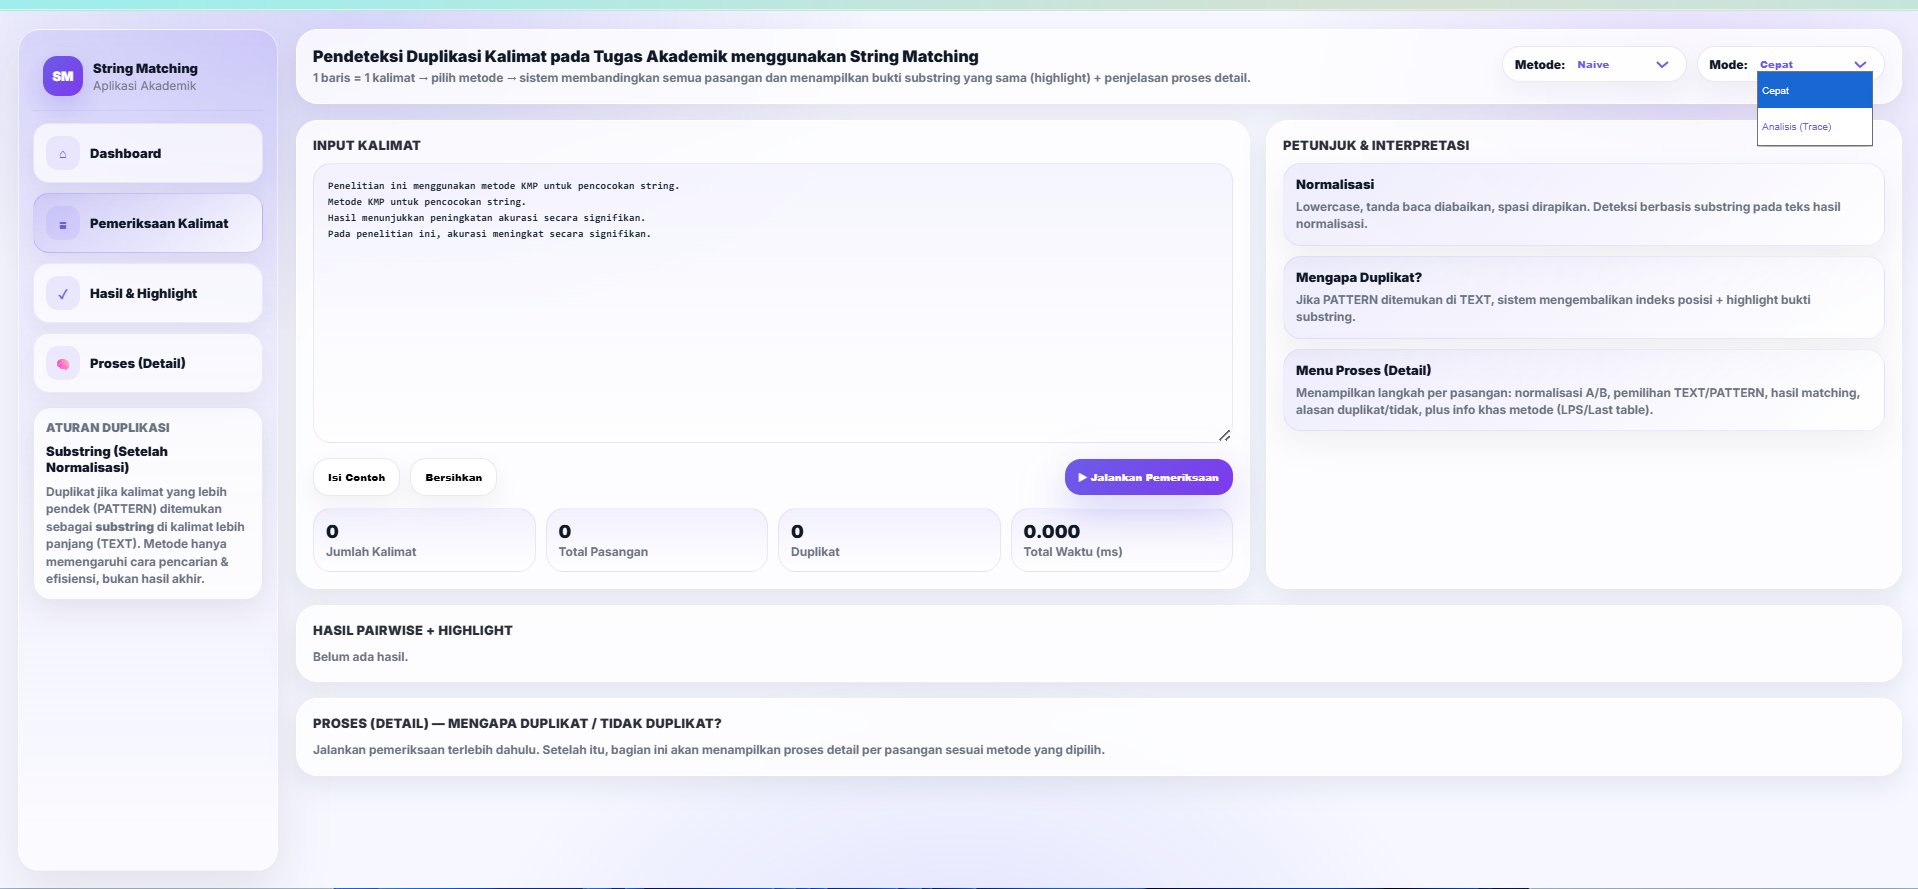 SM
String Matching
Aplikasi Akademik
Dashboard
Pemeriksaan Kalimat
Hasil & Highlight
Proses (Detail)
ATURAN DUPLIKASI
Substring (Setelah
Normalisasi)
Duplikat jika kalimat yang lebih
pendek (PATTERN) ditemukan
sebagai substring di kalimat lebih
panjang (TEXT). Metode hanya
memengaruhi cara pencarian &
efisiensi, bukan hasil akhir.
Pendeteksi Duplikasi Kalimat pada Tugas Akademik menggunakan String Matching
1 baris = 1 kalimat → pilih metode → sistem membandingkan semua pasangan dan menampilkan bukti substring yang sama (highlight) + penjelasan proses detail.
Metode: Naive
Mode: Cepat
Cepat
Analisis (Trace)
INPUT KALIMAT
Penelitian ini menggunakan metode KMP untuk pencocokan string.
Metode KMP untuk pencocokan string.
Hasil menunjukkan peningkatan akurasi secara signifikan.
Pada penelitian ini, akurasi meningkat secara signifikan.
Isi Contoh
Bersihkan
▶ Jalankan Pemeriksaan
0
Jumlah Kalimat
0
Total Pasangan
0
Duplikat
0.000
Total Waktu (ms)
PETUNJUK & INTERPRETASI
Normalisasi
Lowercase, tanda baca diabaikan, spasi dirapikan. Deteksi berbasis substring pada teks hasil
normalisasi.
Mengapa Duplikat?
Jika PATTERN ditemukan di TEXT, sistem mengembalikan indeks posisi + highlight bukti
substring.
Menu Proses (Detail)
Menampilkan langkah per pasangan: normalisasi A/B, pemilihan TEXT/PATTERN, hasil matching,
alasan duplikat/tidak, plus info khas metode (LPS/Last table).
HASIL PAIRWISE + HIGHLIGHT
Belum ada hasil.
PROSES (DETAIL) — MENGAPA DUPLIKAT / TIDAK DUPLIKAT?
Jalankan pemeriksaan terlebih dahulu. Setelah itu, bagian ini akan menampilkan proses detail per pasangan sesuai metode yang dipilih.